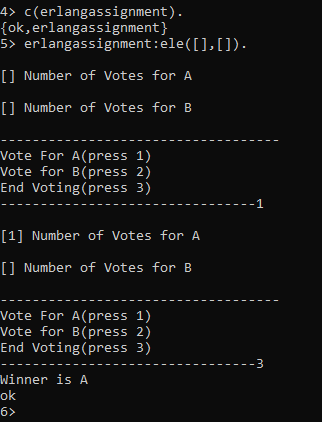 4> c(erlangassignment).
{ok,erlangassignment}
5> erlangassignment:ele([],[]).
[] Number of Votes for A
[] Number of Votes for B
-----------------------------------
Vote For A(press 1)
Vote for B(press 2)
End Voting(press 3)
--------------------------------1
[1] Number of Votes for A
[] Number of Votes for B
-----------------------------------
Vote For A(press 1)
Vote for B(press 2)
End Voting(press 3)
--------------------------------3
Winner is A
ok
6>